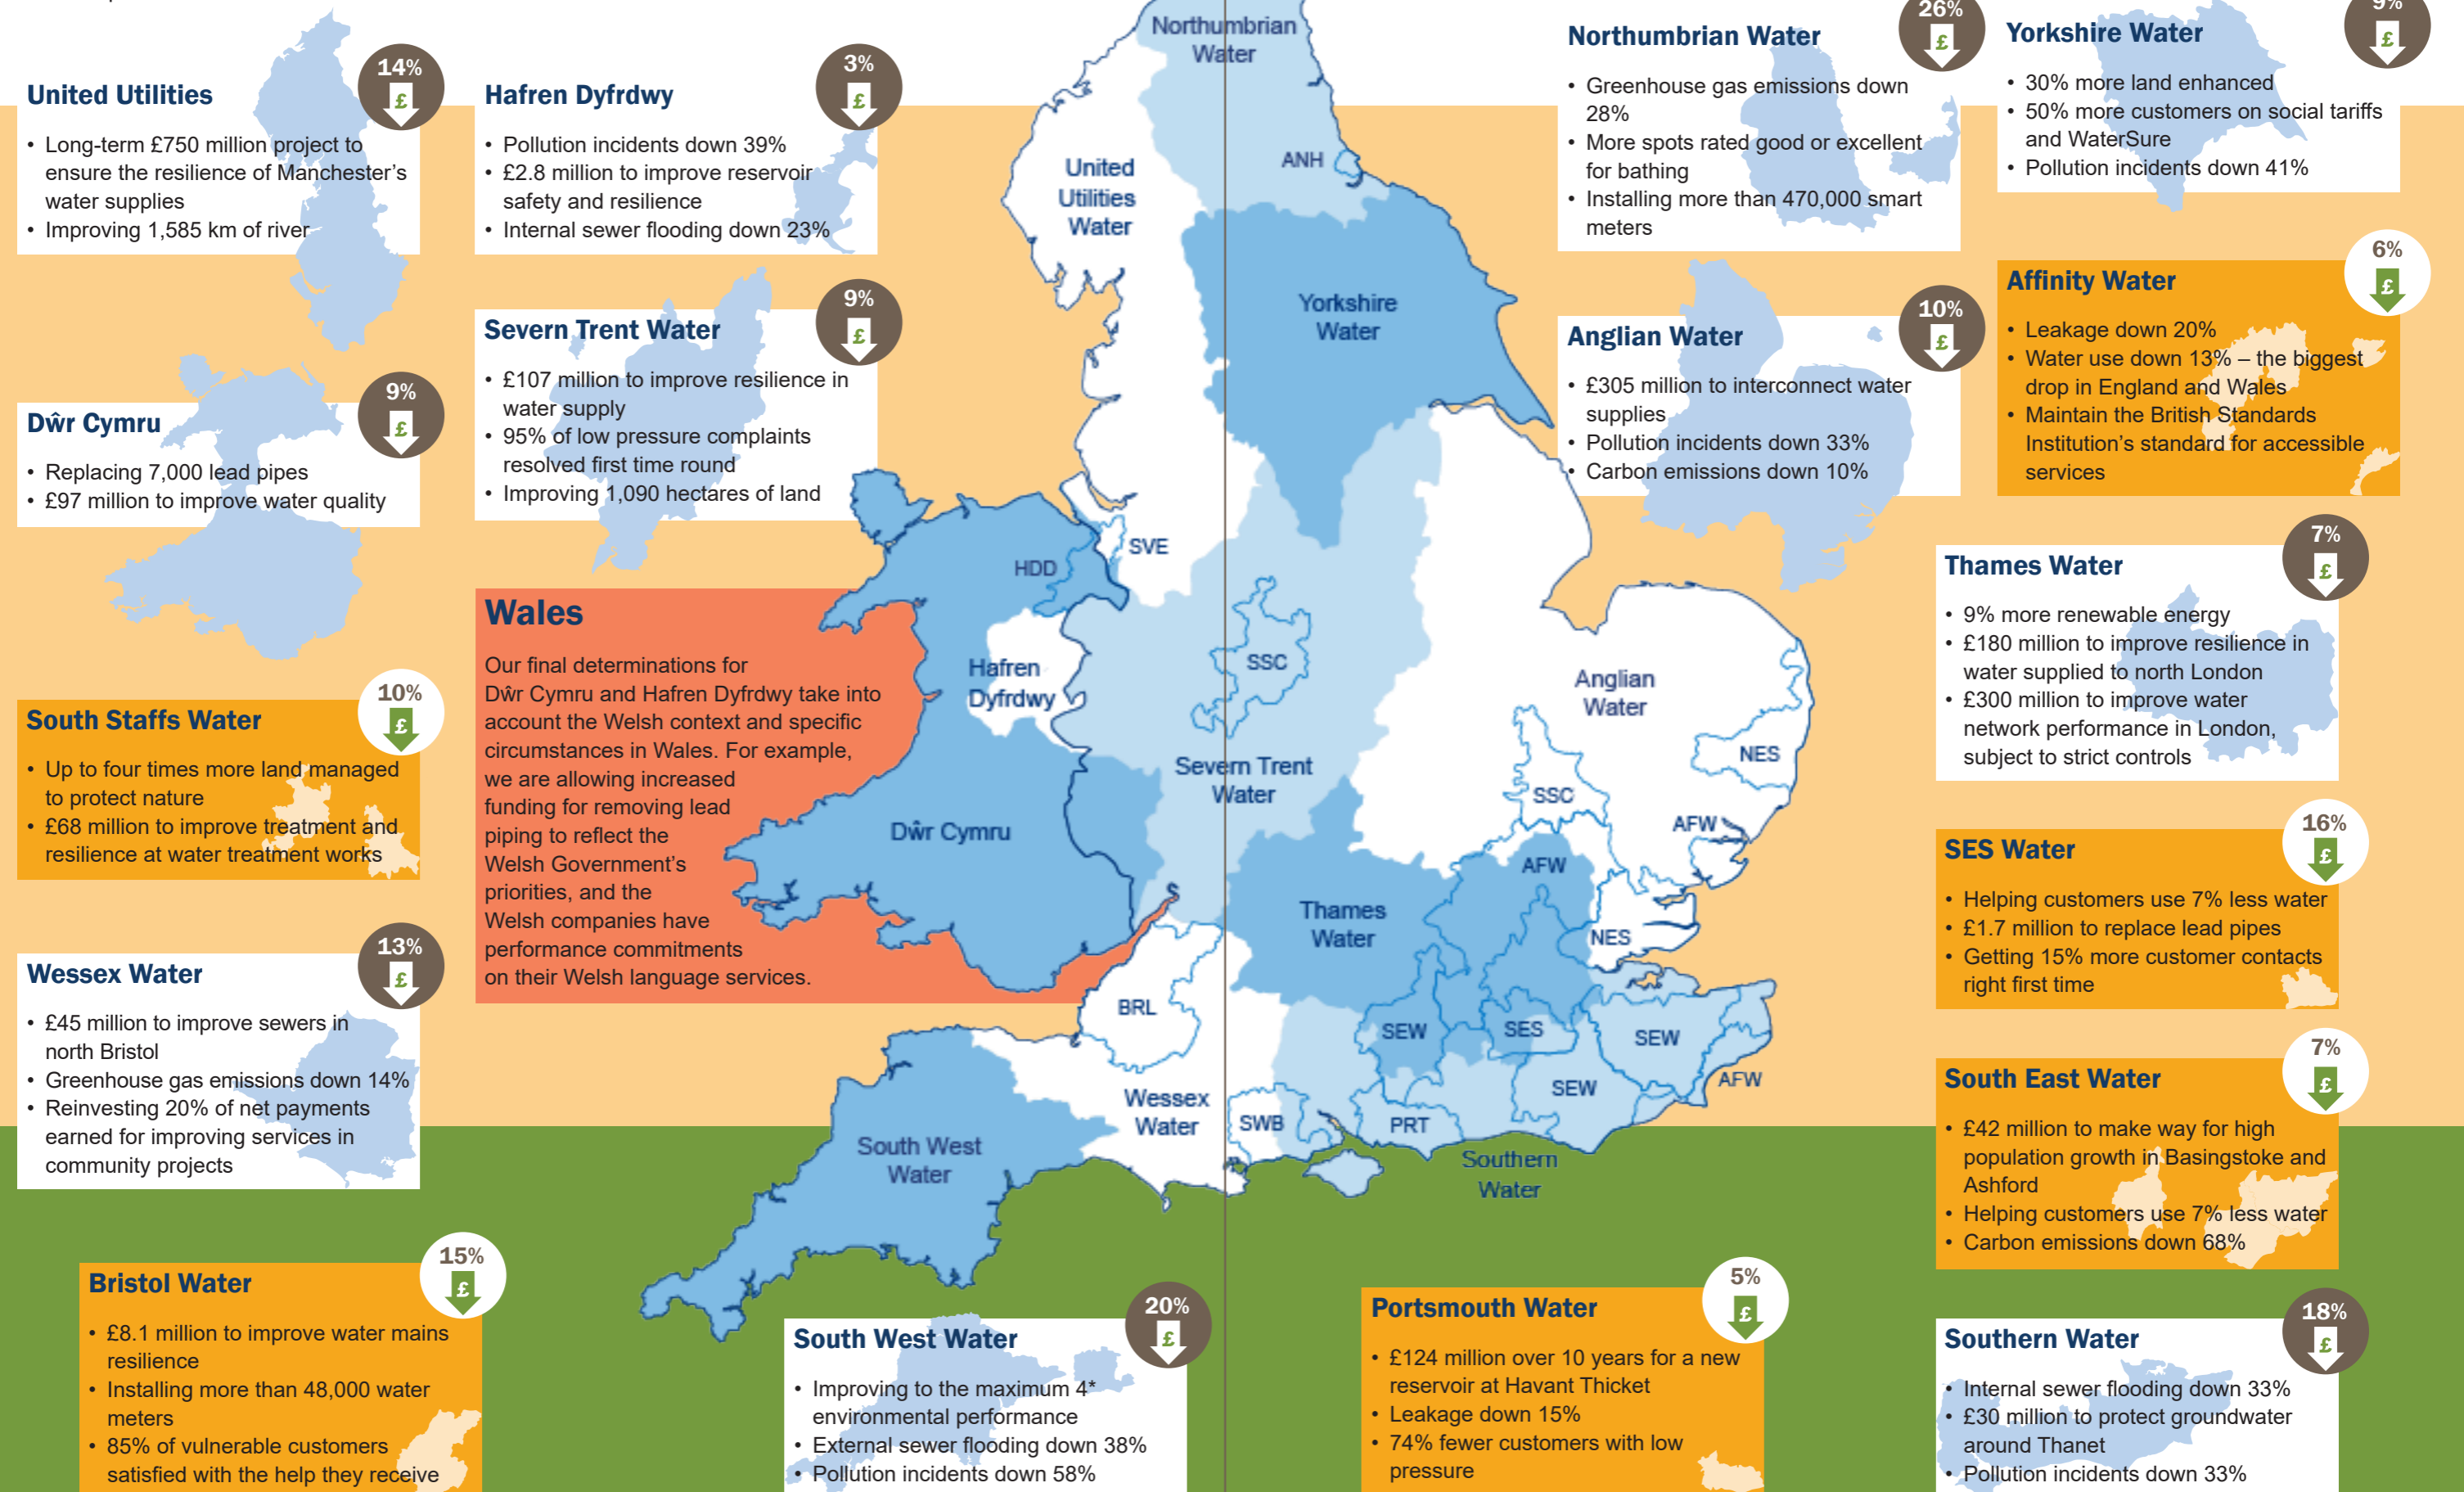 United Utilities
14%
£
• Long-term £750 million project to
ensure the resilience of Manchester's
water supplies
• Improving 1,585 km of river
Hafren Dyfrdwy
3%
£
• Pollution incidents down 39%
• £2.8 million to improve reservoir
safety and resilience
• Internal sewer flooding down 23%
Severn Trent Water
9%
£
• £107 million to improve resilience in
water supply
• 95% of low pressure complaints
resolved first time round
• Improving 1,090 hectares of land
Dŵr Cymru
9%
£
• Replacing 7,000 lead pipes
• £97 million to improve water quality
Wales
Our final determinations for
Dŵr Cymru and Hafren Dyfrdwy take into
account the Welsh context and specific
circumstances in Wales. For example,
we are allowing increased
funding for removing lead
piping to reflect the
Welsh Government's
priorities, and the
Welsh companies have
performance commitments
on their Welsh language services.
South Staffs Water
10%
£
• Up to four times more land managed
to protect nature
• £68 million to improve treatment and
resilience at water treatment works
Wessex Water
13%
£
• £45 million to improve sewers in
north Bristol
• Greenhouse gas emissions down 14%
• Reinvesting 20% of net payments
earned for improving services in
community projects
Bristol Water
15%
£
• £8.1 million to improve water mains
resilience
• Installing more than 48,000 water
meters
• 85% of vulnerable customers
satisfied with the help they receive
Northumbrian
Water
ANH
United
Utilities
Water
Yorkshire
Water
SVE
HDD
Hafren
Dyfrdwy
SSC
Anglian
Water
NES
Severn Trent
Water
SSC
AFW
Dŵr Cymru
AFW
Thames
Water
NES
BRL
SEW
SES
SEW
AFW
SEW
Wessex
Water
SWB
PRT
South West
Water
Southern
Water
South West Water
20%
£
• Improving to the maximum 4*
environmental performance
• External sewer flooding down 38%
• Pollution incidents down 58%
Portsmouth Water
5%
£
• £124 million over 10 years for a new
reservoir at Havant Thicket
• Leakage down 15%
• 74% fewer customers with low
pressure
Northumbrian Water
26%
£
• Greenhouse gas emissions down
28%
• More spots rated good or excellent
for bathing
• Installing more than 470,000 smart
meters
Yorkshire Water
9%
£
• 30% more land enhanced
• 50% more customers on social tariffs
and WaterSure
• Pollution incidents down 41%
Anglian Water
10%
£
• £305 million to interconnect water
supplies
• Pollution incidents down 33%
• Carbon emissions down 10%
Affinity Water
6%
£
• Leakage down 20%
• Water use down 13% – the biggest
drop in England and Wales
• Maintain the British Standards
Institution's standard for accessible
services
Thames Water
7%
£
• 9% more renewable energy
• £180 million to improve resilience in
water supplied to north London
• £300 million to improve water
network performance in London,
subject to strict controls
SES Water
16%
£
• Helping customers use 7% less water
• £1.7 million to replace lead pipes
• Getting 15% more customer contacts
right first time
South East Water
7%
£
• £42 million to make way for high
population growth in Basingstoke and
Ashford
• Helping customers use 7% less water
• Carbon emissions down 68%
Southern Water
18%
£
• Internal sewer flooding down 33%
• £30 million to protect groundwater
around Thanet
• Pollution incidents down 33%